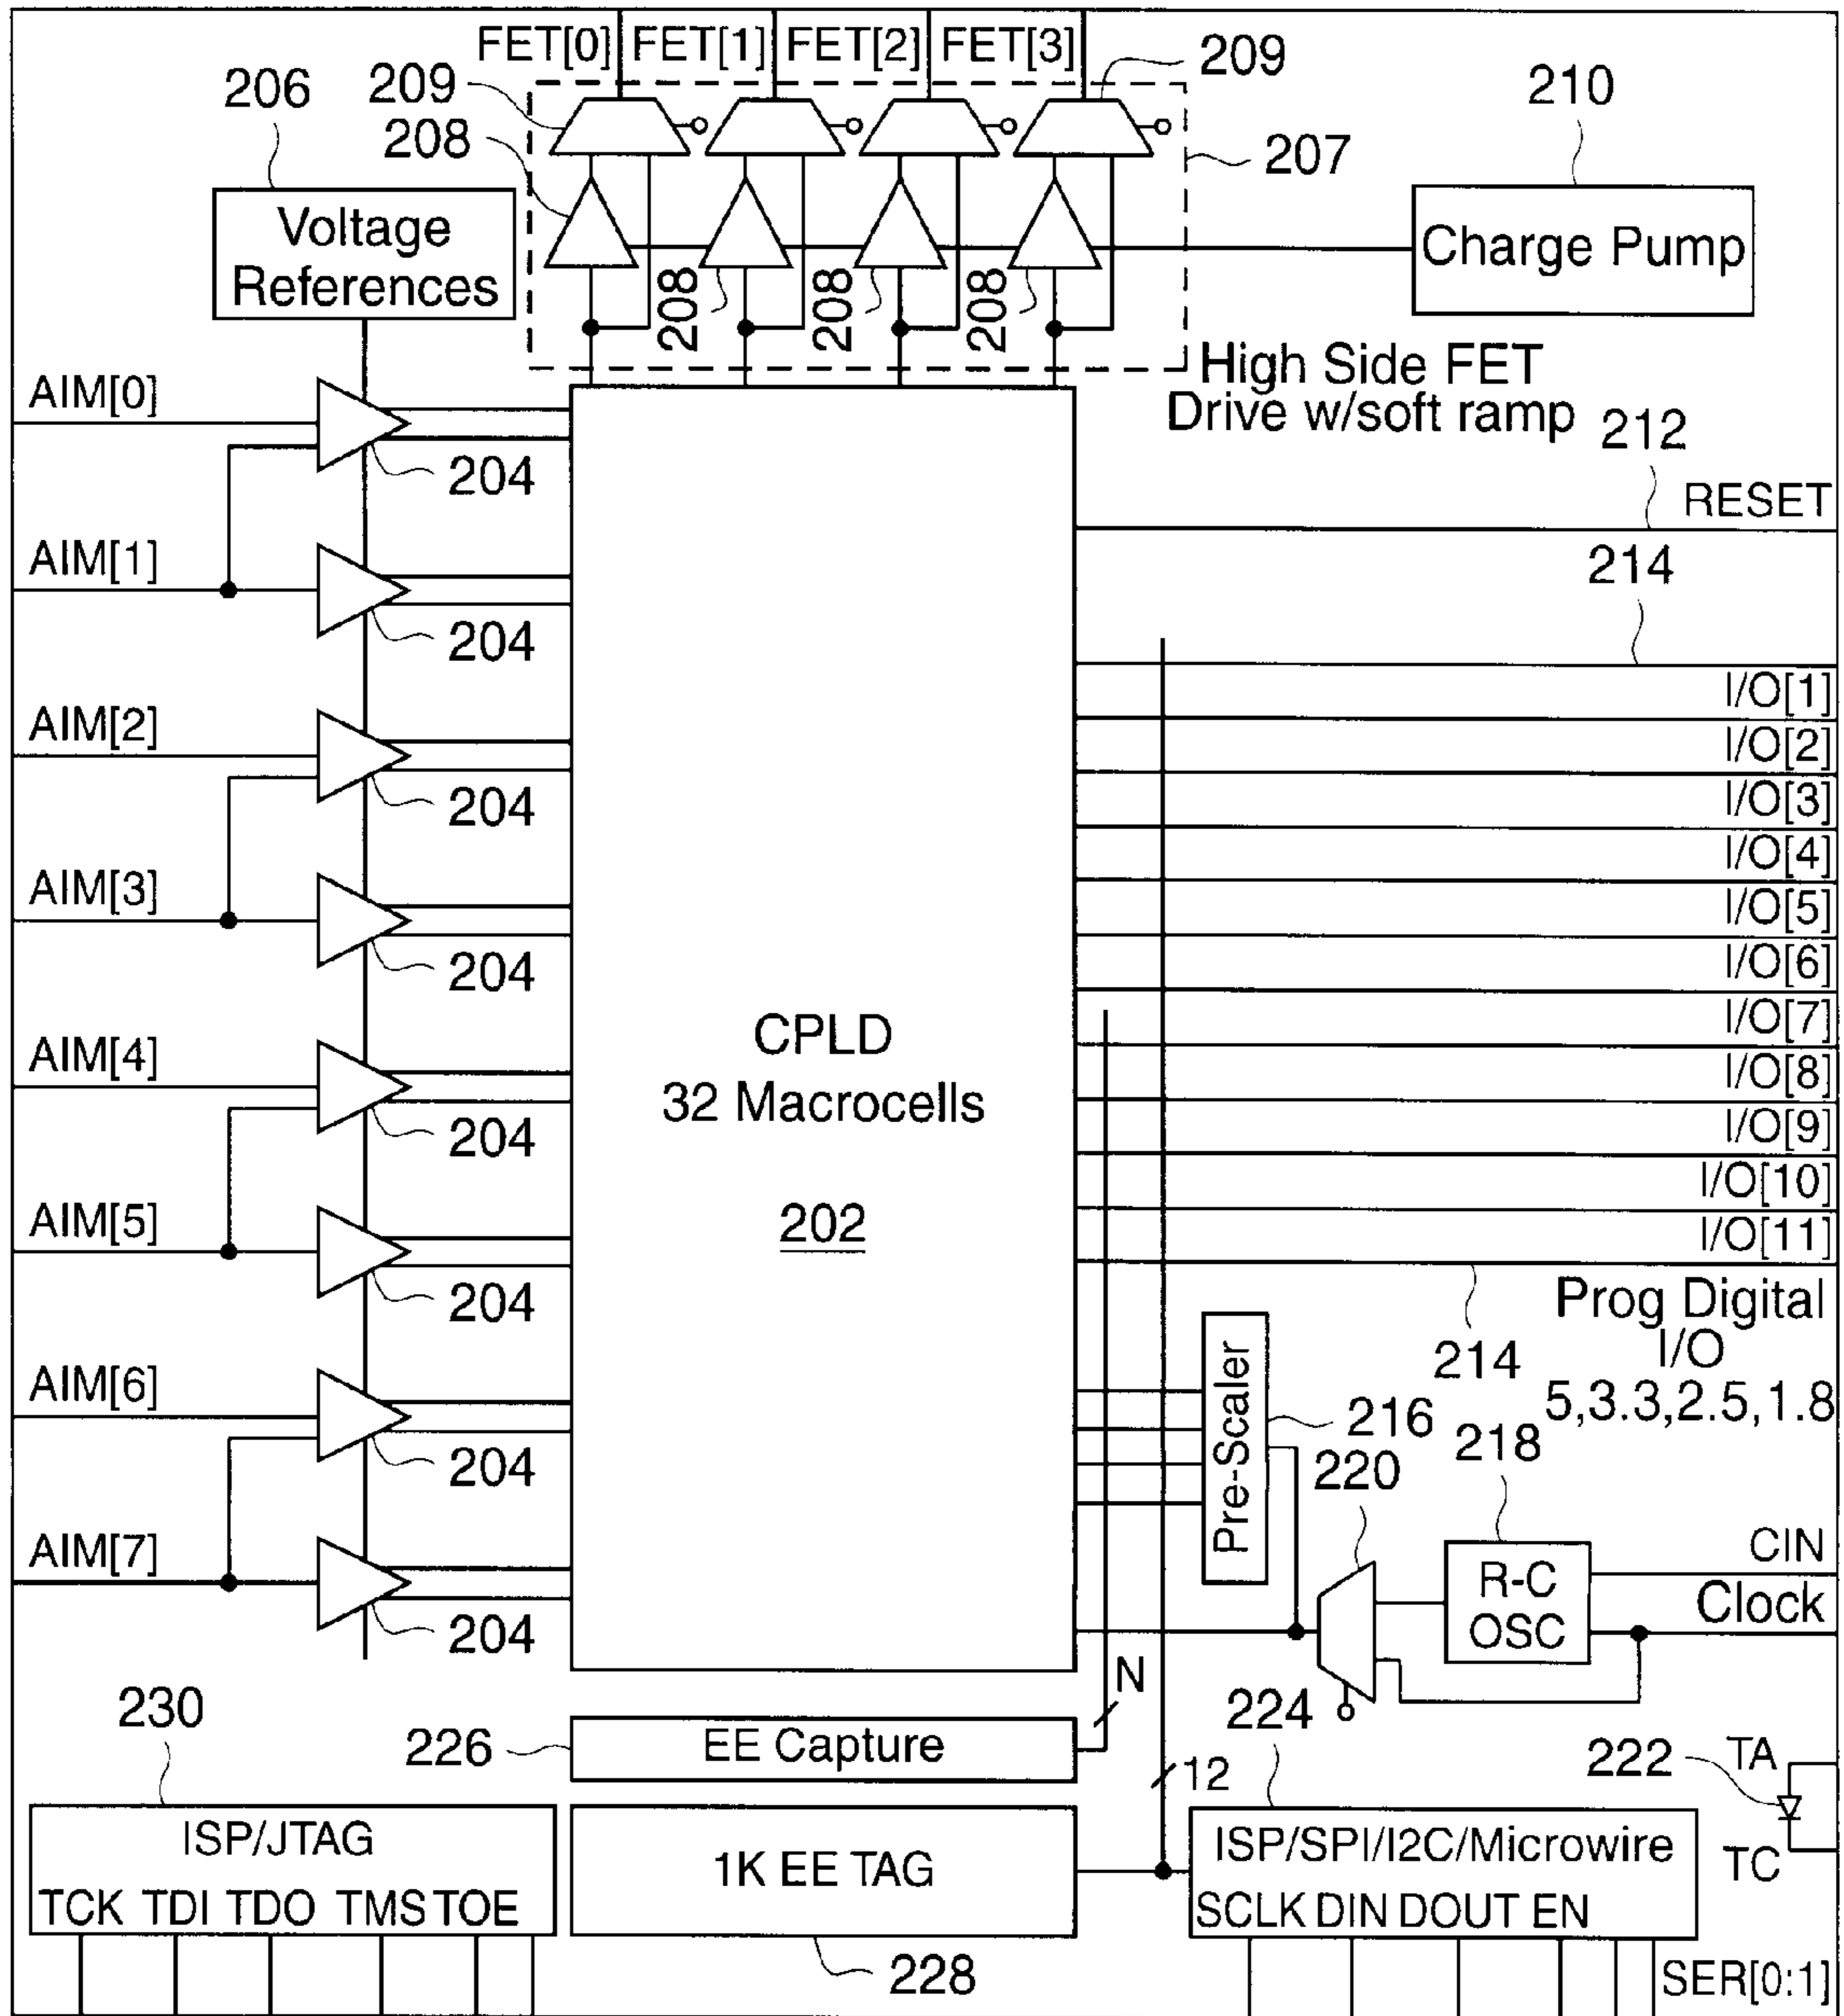 FET[0] FET[1] FET[2] FET[3]
209
206
209
210
208
207
Voltage
References
Charge Pump
208
208
208
High Side FET
Drive w/soft ramp
212
AIM[0]
204
RESET
AIM[1]
214
204
I/O[1]
AIM[2]
I/O[2]
204
I/O[3]
I/O[4]
AIM[3]
I/O[5]
204
I/O[6]
I/O[7]
CPLD
32 Macrocells
202
AIM[4]
I/O[8]
204
I/O[9]
I/O[10]
AIM[5]
I/O[11]
204
Prog Digital
I/O
5,3.3,2.5,1.8
214
AIM[6]
Pre-Scaler
216
218
204
220
AIM[7]
R-C
OSC
CIN
Clock
204
N
230
224
226
EE Capture
12
222
TA
TC
ISP/JTAG
TCK TDI TDO TMS TOE
1K EE TAG
ISP/SPI/I2C/Microwire
SCLK DIN DOUT EN
228
SER[0:1]